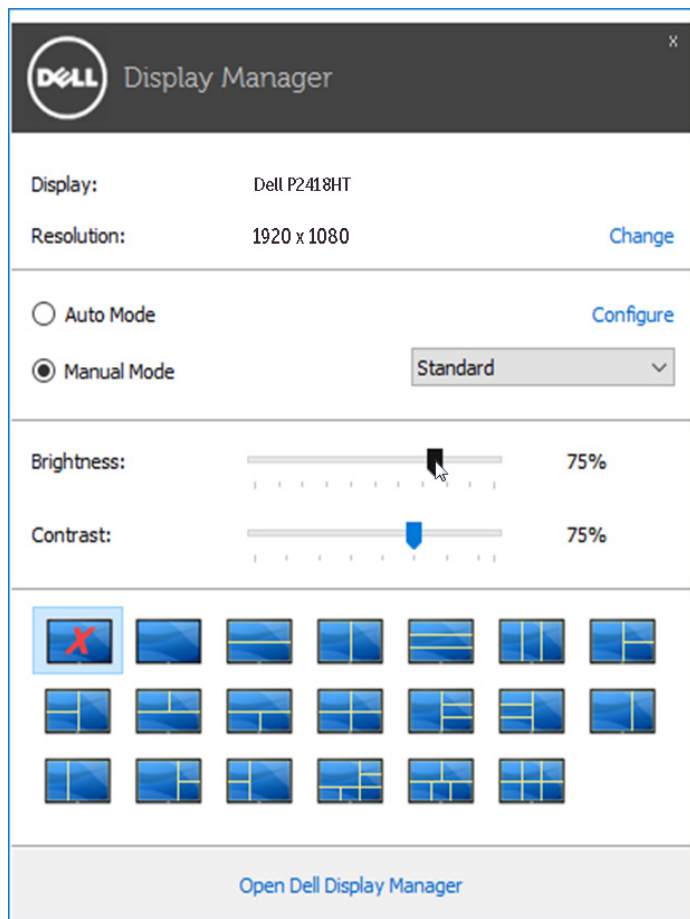 DELL Display Manager x
Display: Dell P2418HT
Resolution: 1920 x 1080 Change
Auto Mode Configure
Manual Mode Standard
Brightness: 75%
Contrast: 75%
X
Open Dell Display Manager